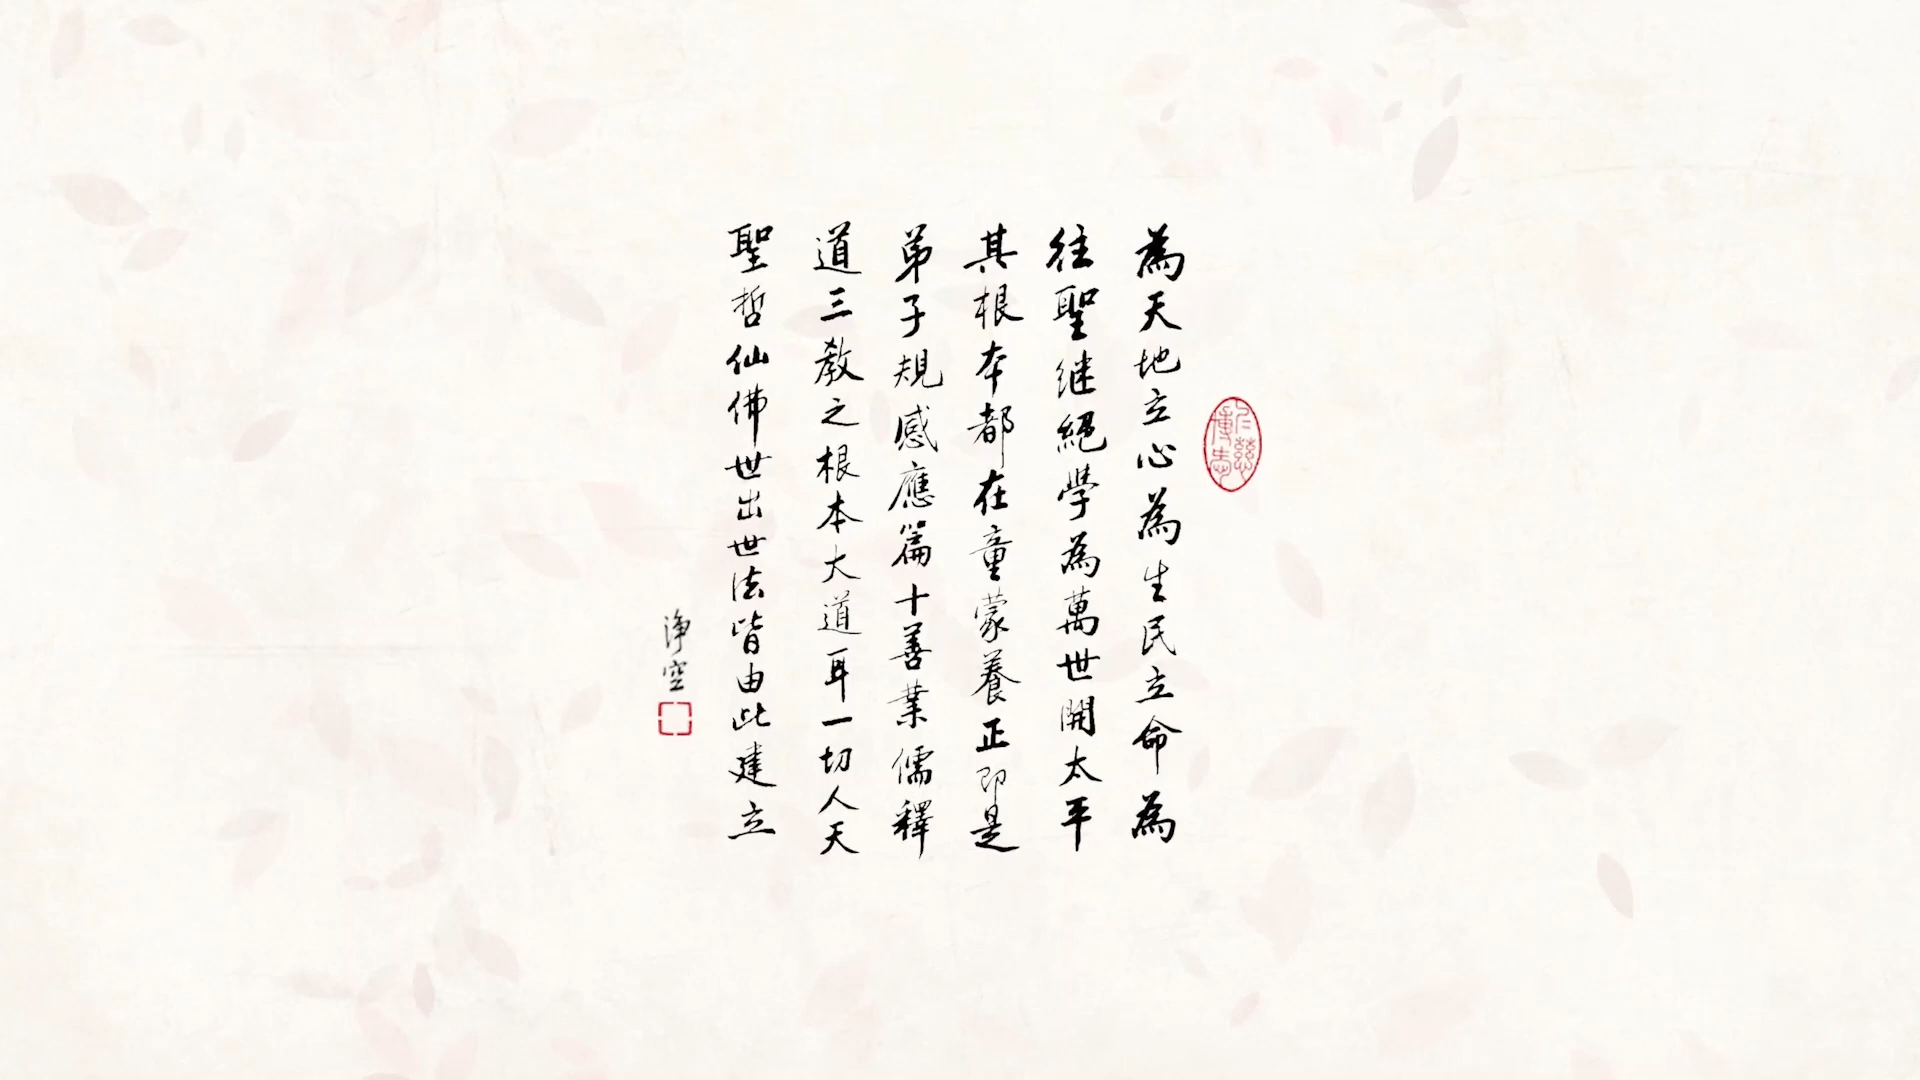 為天地立心為生民立命為
往聖继絕學為萬世開太平
其根本都在童蒙養正即是
弟子規感應篇十善業儒釋
道三教之根本大道耳一切人天
聖哲仙佛世出世法皆由此建立
淨空